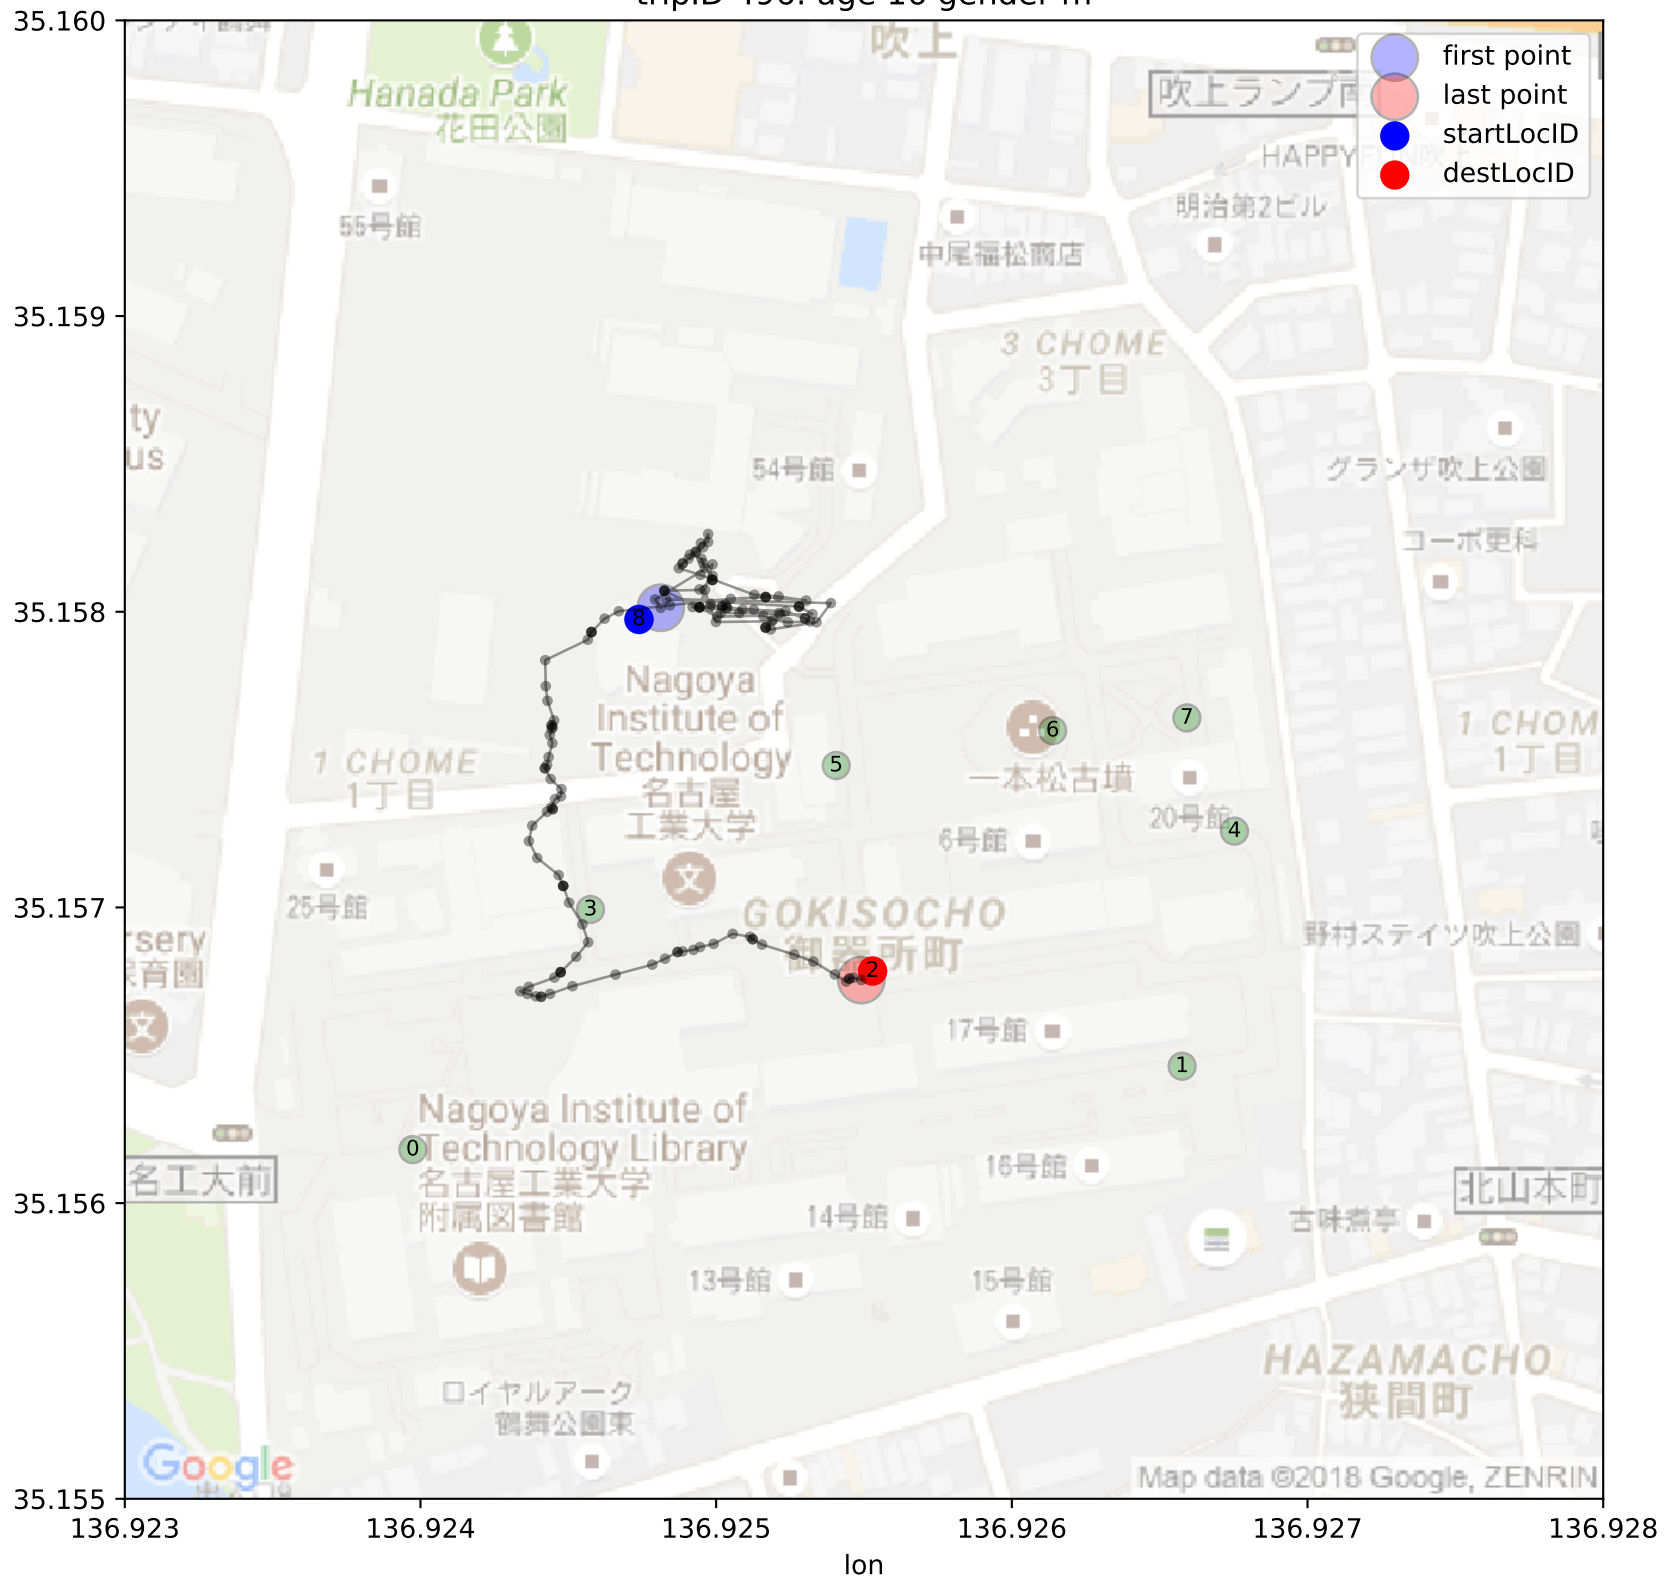 35.160
吹上
first point
last point
startLocID
destLocID
Hanada Park
花田公園
吹上ランプ南
HAPPY
55号館
明治第2ビル
中尾福松商店
35.159
3 CHOME
3丁目
ty
us
54号館
グランザ吹上公園
コーポ更科
35.158
8
Nagoya
Institute of
Technology
名古屋
工業大学
7
6
5
1 CHOME
1丁目
1 CHOM
1丁目
一本松古墳
20号館
4
6号館
25号館
35.157
3
GOKISOCHO
御器所町
野村ステイツ吹上公園
rsery
保育園
2
17号館
1
Nagoya Institute of
Technology Library
名古屋工業大学
附属図書館
0
名工大前
16号館
北山本町
35.156
14号館
古味煮亭
13号館
15号館
HAZAMACHO
狭間町
ロイヤルアーク
鶴舞公園東
Google
Map data ©2018 Google, ZENRIN
35.155
136.923
136.924
136.925
136.926
136.927
136.928
lon